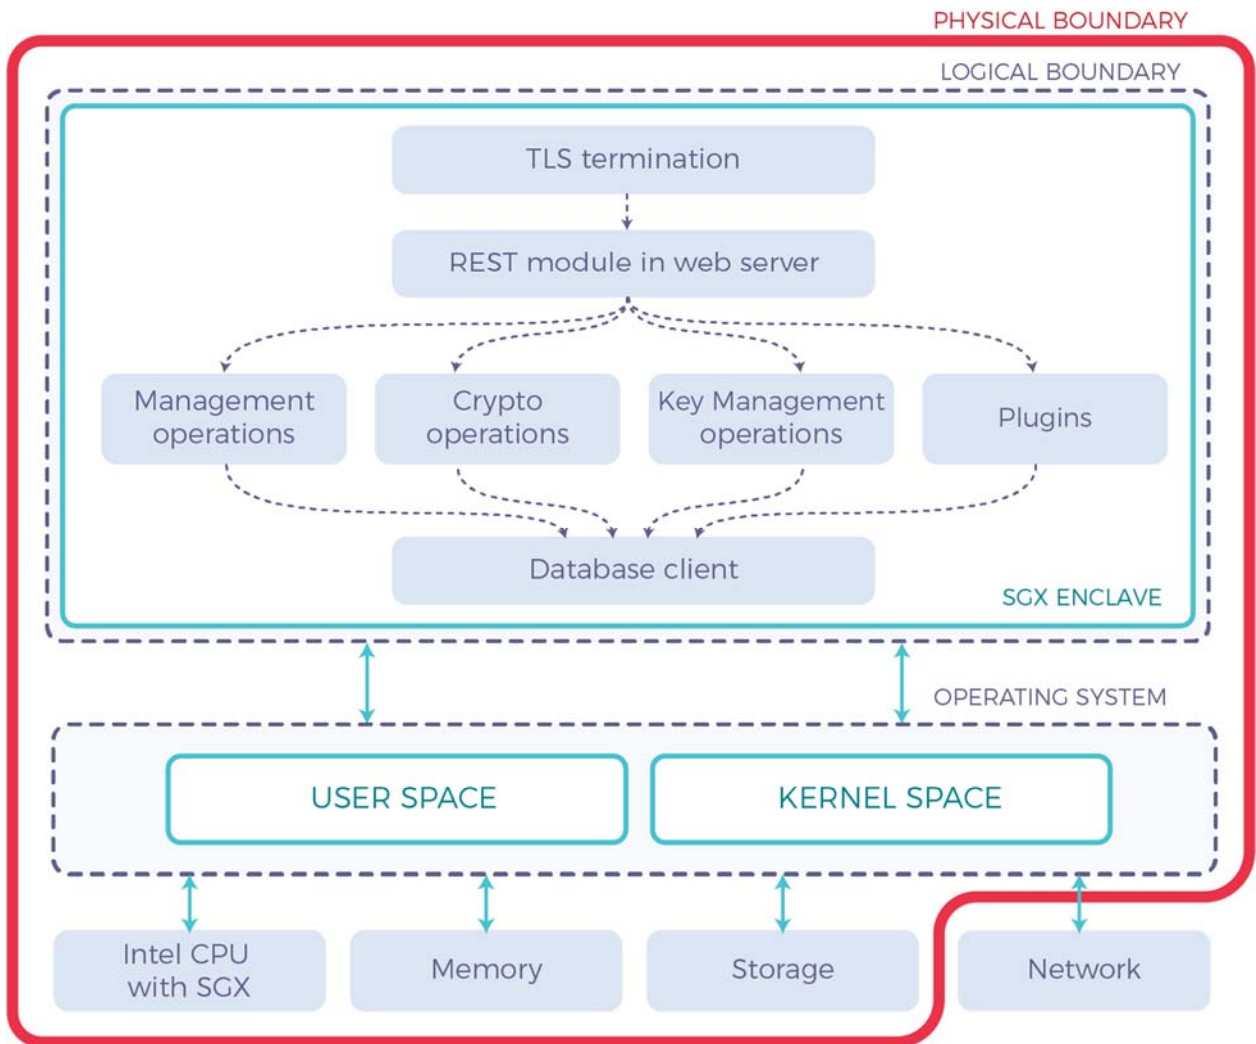 PHYSICAL BOUNDARY
LOGICAL BOUNDARY
TLS termination
REST module in web server
Management
operations
Crypto
operations
Key Management
operations
Plugins
Database client
SGX ENCLAVE
OPERATING SYSTEM
USER SPACE
KERNEL SPACE
Intel CPU
with SGX
Memory
Storage
Network